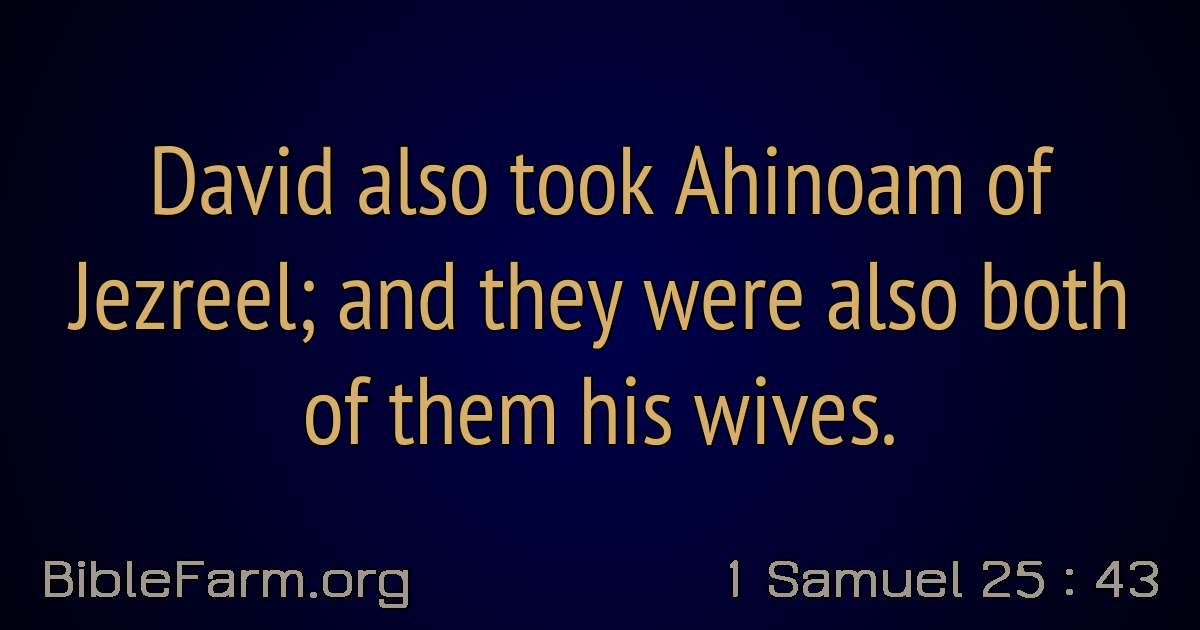 David also took Ahinoam of
Jezreel; and they were also both
of them his wives.
BibleFarm.org
1 Samuel 25 : 43